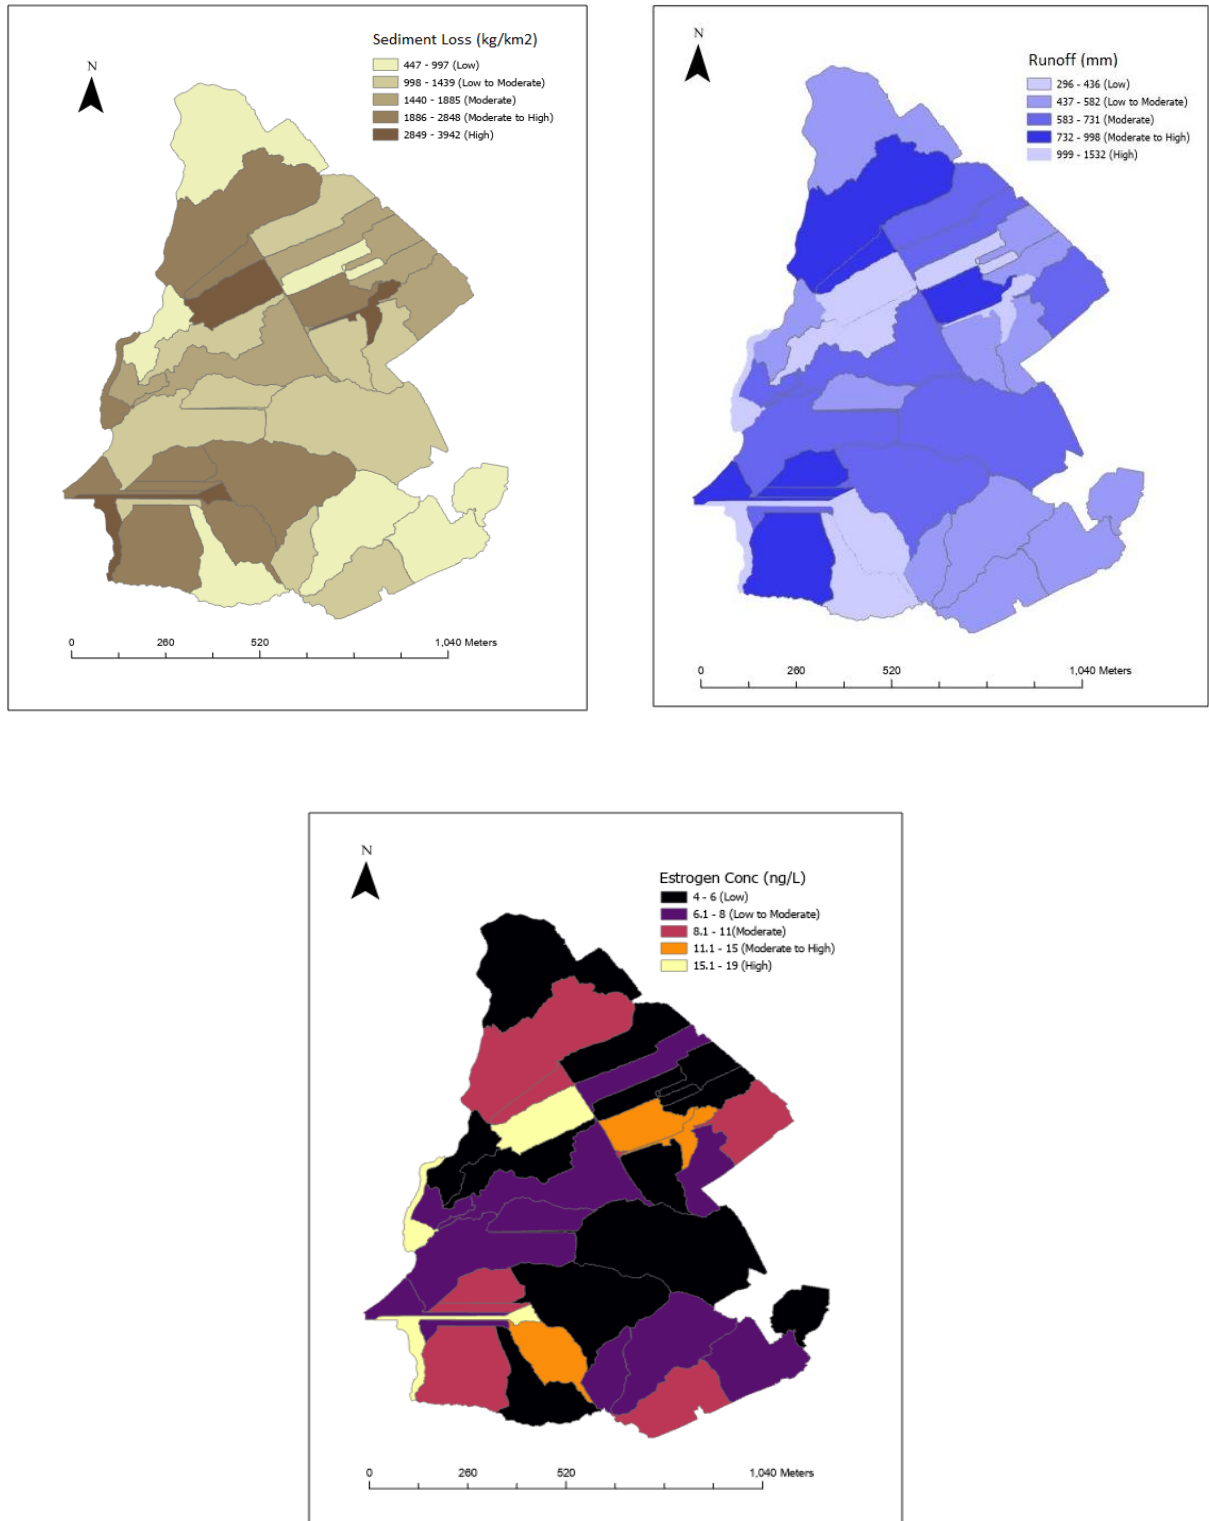 N
Sediment Loss (kg/km2)
447 - 997 (Low)
998 - 1439 (Low to Moderate)
1440 - 1885 (Moderate)
1886 - 2848 (Moderate to High)
2849 - 3942 (High)
0 260 520 1,040 Meters
N
Runoff (mm)
296 - 436 (Low)
437 - 582 (Low to Moderate)
583 - 731 (Moderate)
732 - 998 (Moderate to High)
999 - 1532 (High)
0 260 520 1,040 Meters
N
Estrogen Conc (ng/L)
4 - 6 (Low)
6.1 - 8 (Low to Moderate)
8.1 - 11(Moderate)
11.1 - 15 (Moderate to High)
15.1 - 19 (High)
0 260 520 1,040 Meters